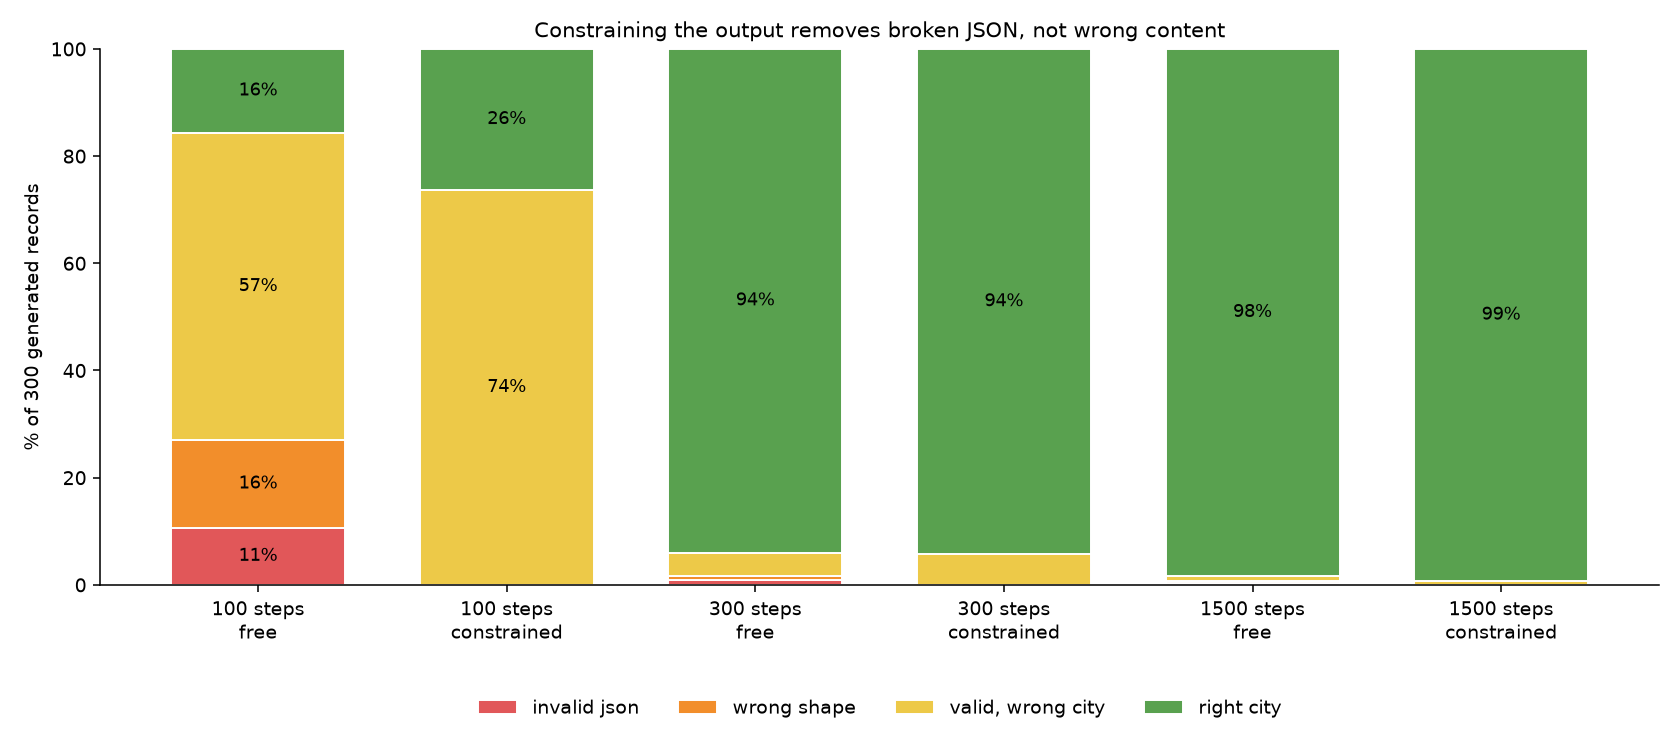 Constraining the output removes broken JSON, not wrong content
% of 300 generated records
100
80
60
40
20
0
16%
57%
16%
11%
26%
74%
94%
94%
98%
99%
100 steps
free
100 steps
constrained
300 steps
free
300 steps
constrained
1500 steps
free
1500 steps
constrained
invalid json
wrong shape
valid, wrong city
right city